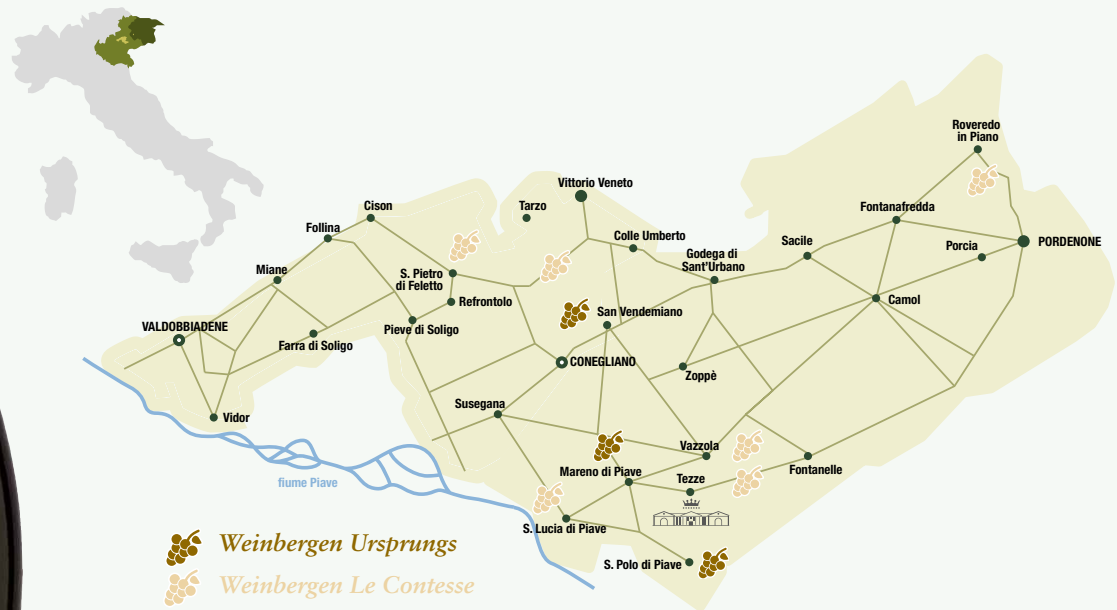 Roveredo
in Piano
Vittorio Veneto
Cison
Tarzo
Fontanafredda
Follina
Colle Umberto
Sacile
Porcia
PORDENONE
Godega di
Sant'Urbano
Miane
S. Pietro
di Feletto
Refrontolo
Camol
San Vendemiano
VALDOBBIADENE
Pieve di Soligo
Farra di Soligo
CONEGLIANO
Zoppè
Susegana
Vidor
Vazzola
Mareno di Piave
Fontanelle
Tezze
fiume Piave
S. Lucia di Piave
Weinbergen Ursprungs
S. Polo di Piave
Weinbergen Le Contesse